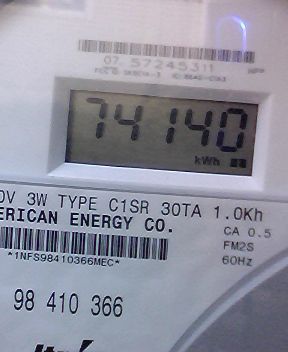 07 57245311
74140
kWh
0V 3W TYPE C1SR 30TA 1.0Kh
ERICAN ENERGY CO.
CA 0.5
*1NFS98410366MEC*
FM2S
60Hz
98 410 366